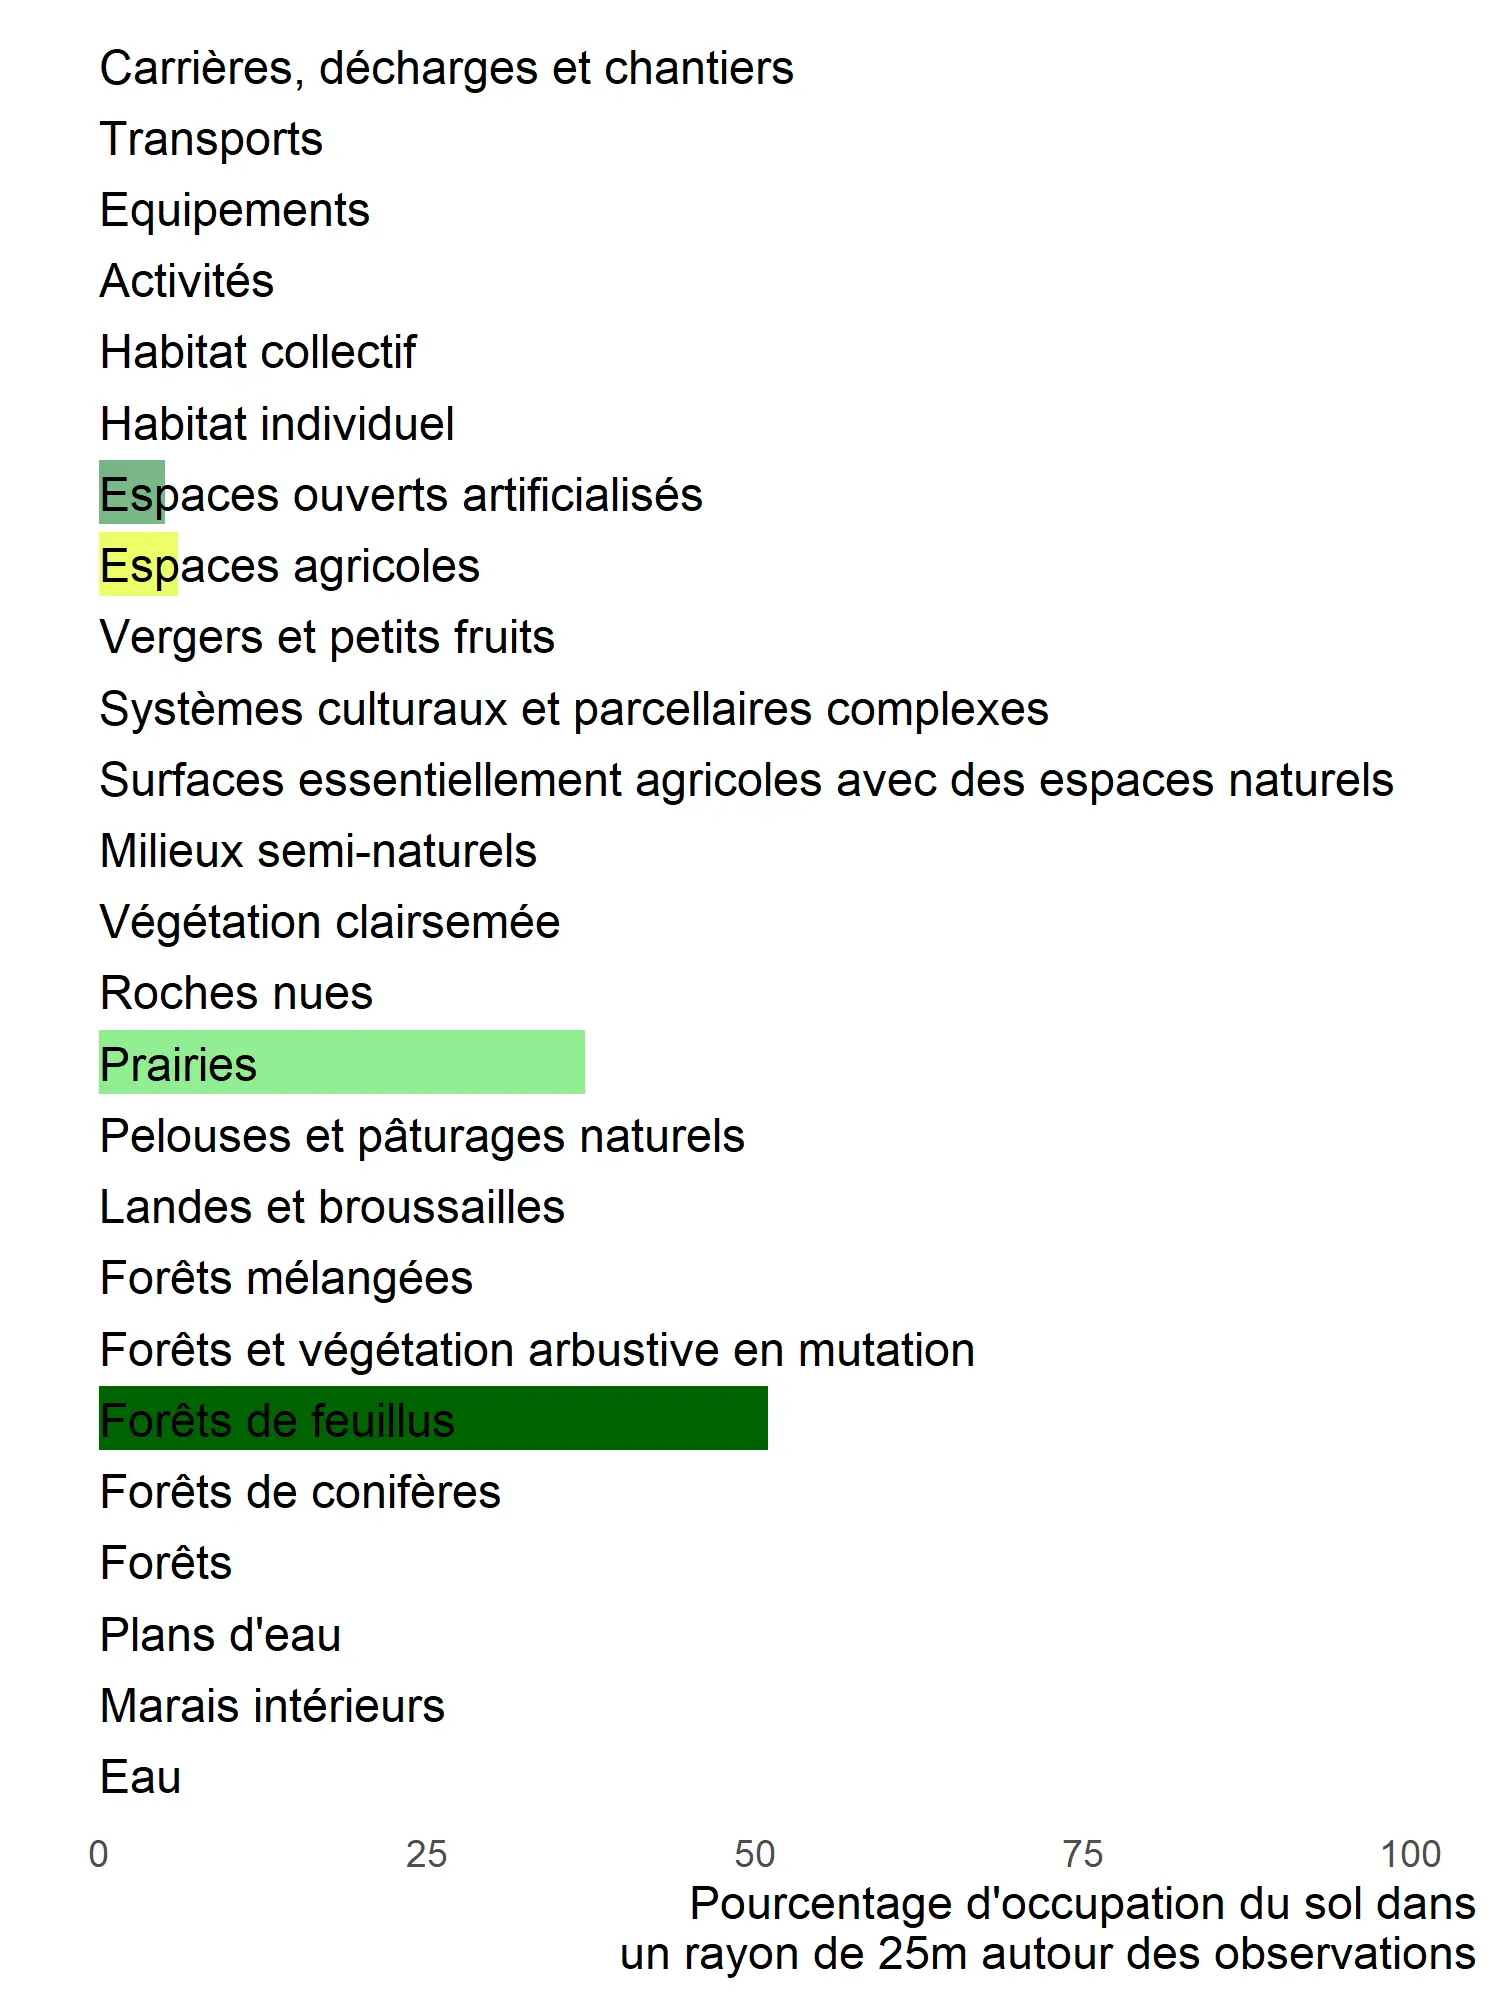 Carrières, décharges et chantiers
Transports
Equipements
Activités
Habitat collectif
Habitat individuel
Espaces ouverts artificialisés
Espaces agricoles
Vergers et petits fruits
Systèmes culturaux et parcellaires complexes
Surfaces essentiellement agricoles avec des espaces naturels
Milieux semi-naturels
Végétation clairsemée
Roches nues
Prairies
Pelouses et pâturages naturels
Landes et broussailles
Forêts mélangées
Forêts et végétation arbustive en mutation
Forêts de feuillus
Forêts de conifères
Forêts
Plans d'eau
Marais intérieurs
Eau
0 25 50 75 100
Pourcentage d'occupation du sol dans
un rayon de 25m autour des observations